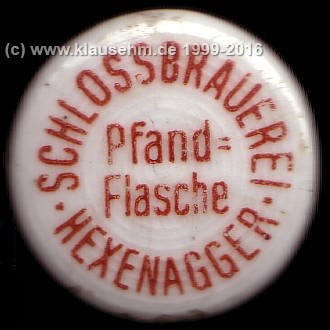 (c) www.klausehm.de 1999-2016
· SCHLOSSBRAUEREI ·
Pfand=
Flasche
HEXENAGGER